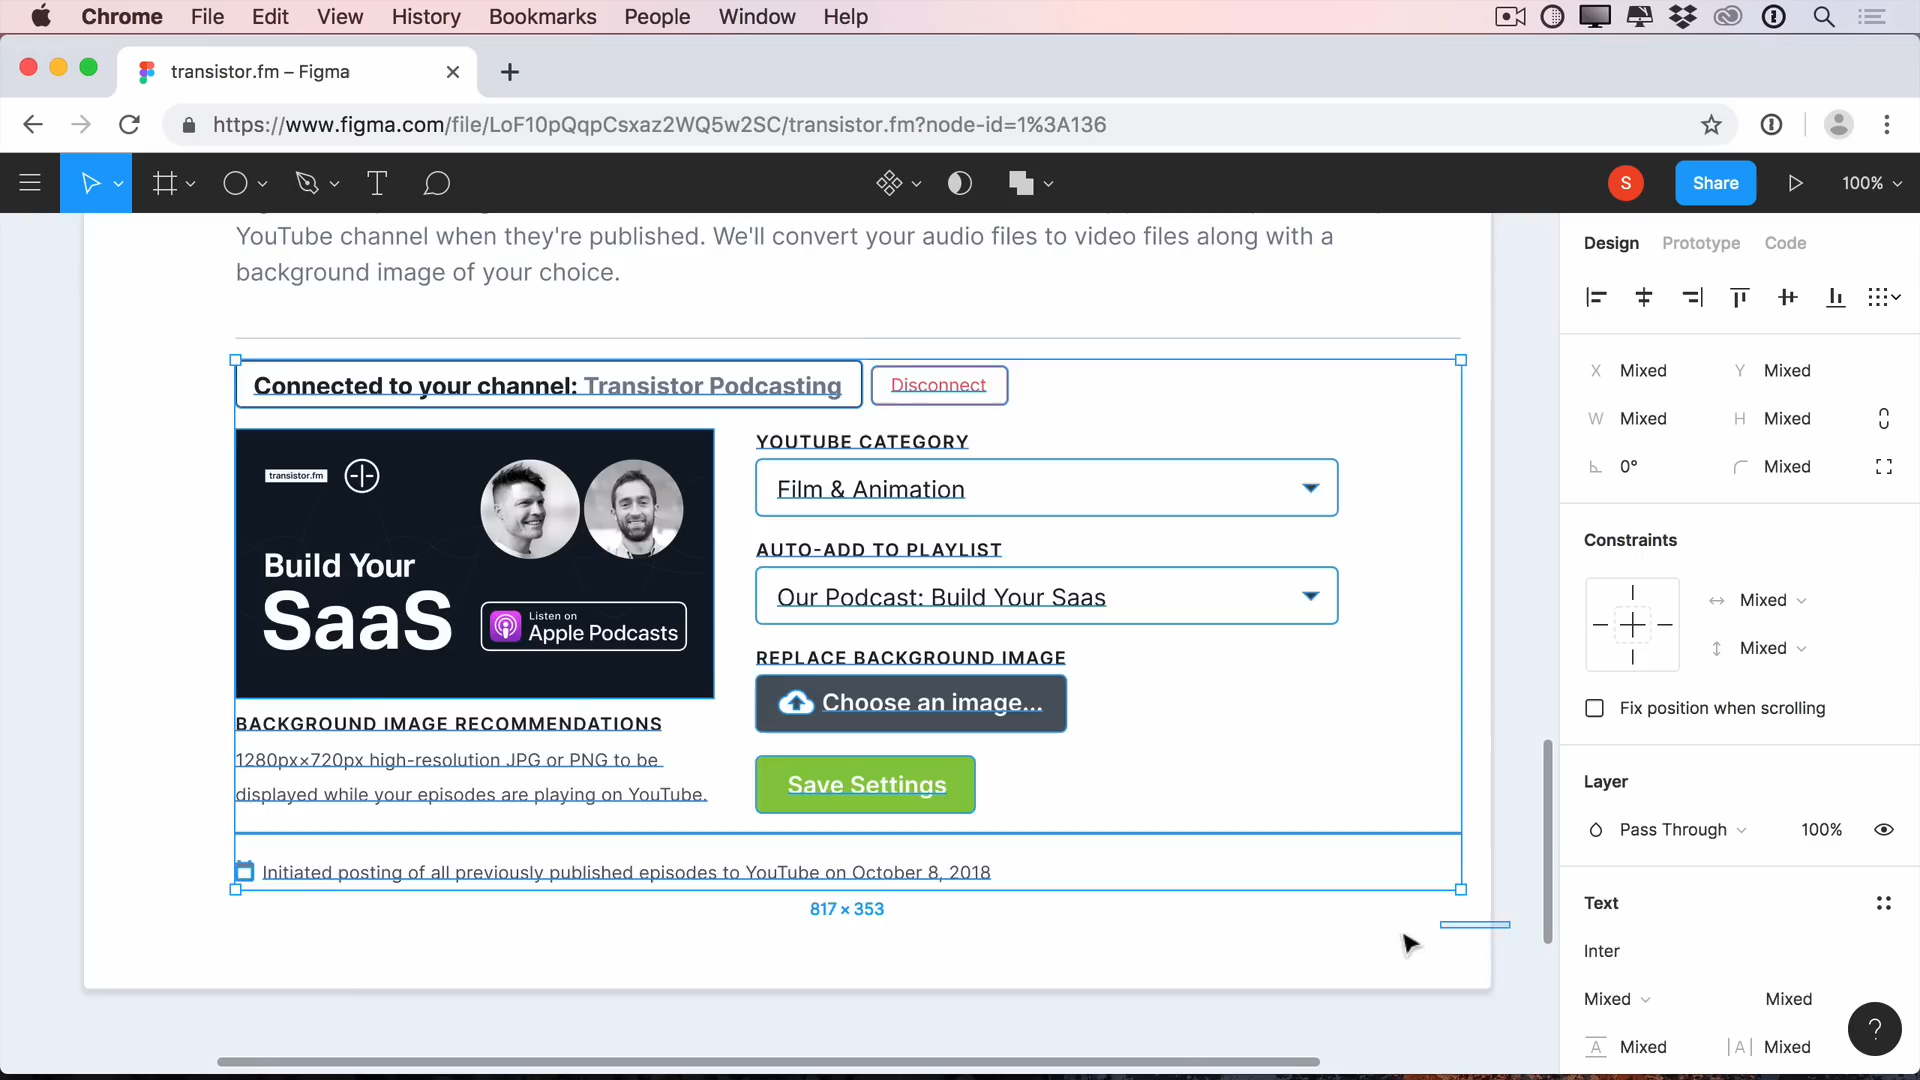 Chrome File Edit View History Bookmarks People Window Help
transistor.fm – Figma
https://www.figma.com/file/LoF10pQqpCsxaz2WQ5w2SC/transistor.fm?node-id=1%3A136
T
S
Share
100%
YouTube channel when they're published. We'll convert your audio files to video files along with a
background image of your choice.
Connected to your channel: Transistor Podcasting
Disconnect
transistor.fm
Build Your
SaaS
Listen on
Apple Podcasts
BACKGROUND IMAGE RECOMMENDATIONS
1280px×720px high-resolution JPG or PNG to be
displayed while your episodes are playing on YouTube.
YOUTUBE CATEGORY
Film & Animation
AUTO-ADD TO PLAYLIST
Our Podcast: Build Your Saas
REPLACE BACKGROUND IMAGE
Choose an image...
Save Settings
Initiated posting of all previously published episodes to YouTube on October 8, 2018
817 × 353
Design Prototype Code
X Mixed Y Mixed
W Mixed H Mixed
0° Mixed
Constraints
Mixed
Mixed
Fix position when scrolling
Layer
Pass Through 100%
Text
Inter
Mixed Mixed
A Mixed |A| Mixed
?